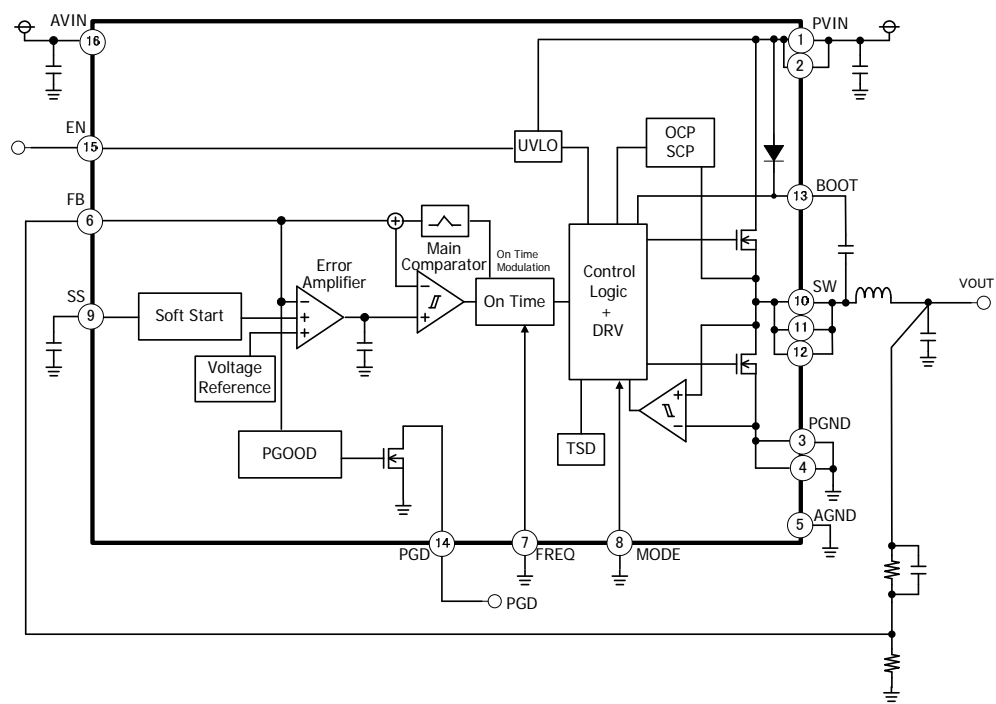 AVIN
16
PVIN
1
2
EN
15
UVLO
OCP
SCP
13
BOOT
FB
6
+
−
Main
Comparator
On Time
Modulation
Error
Amplifier
Control
Logic
+
DRV
SW
10
11
12
VOUT
SS
9
Soft Start
−
+
+
+
On Time
Voltage
Reference
+
−
PGOOD
TSD
PGND
3
4
5
AGND
PGD
14
7
FREQ
8
MODE
PGD